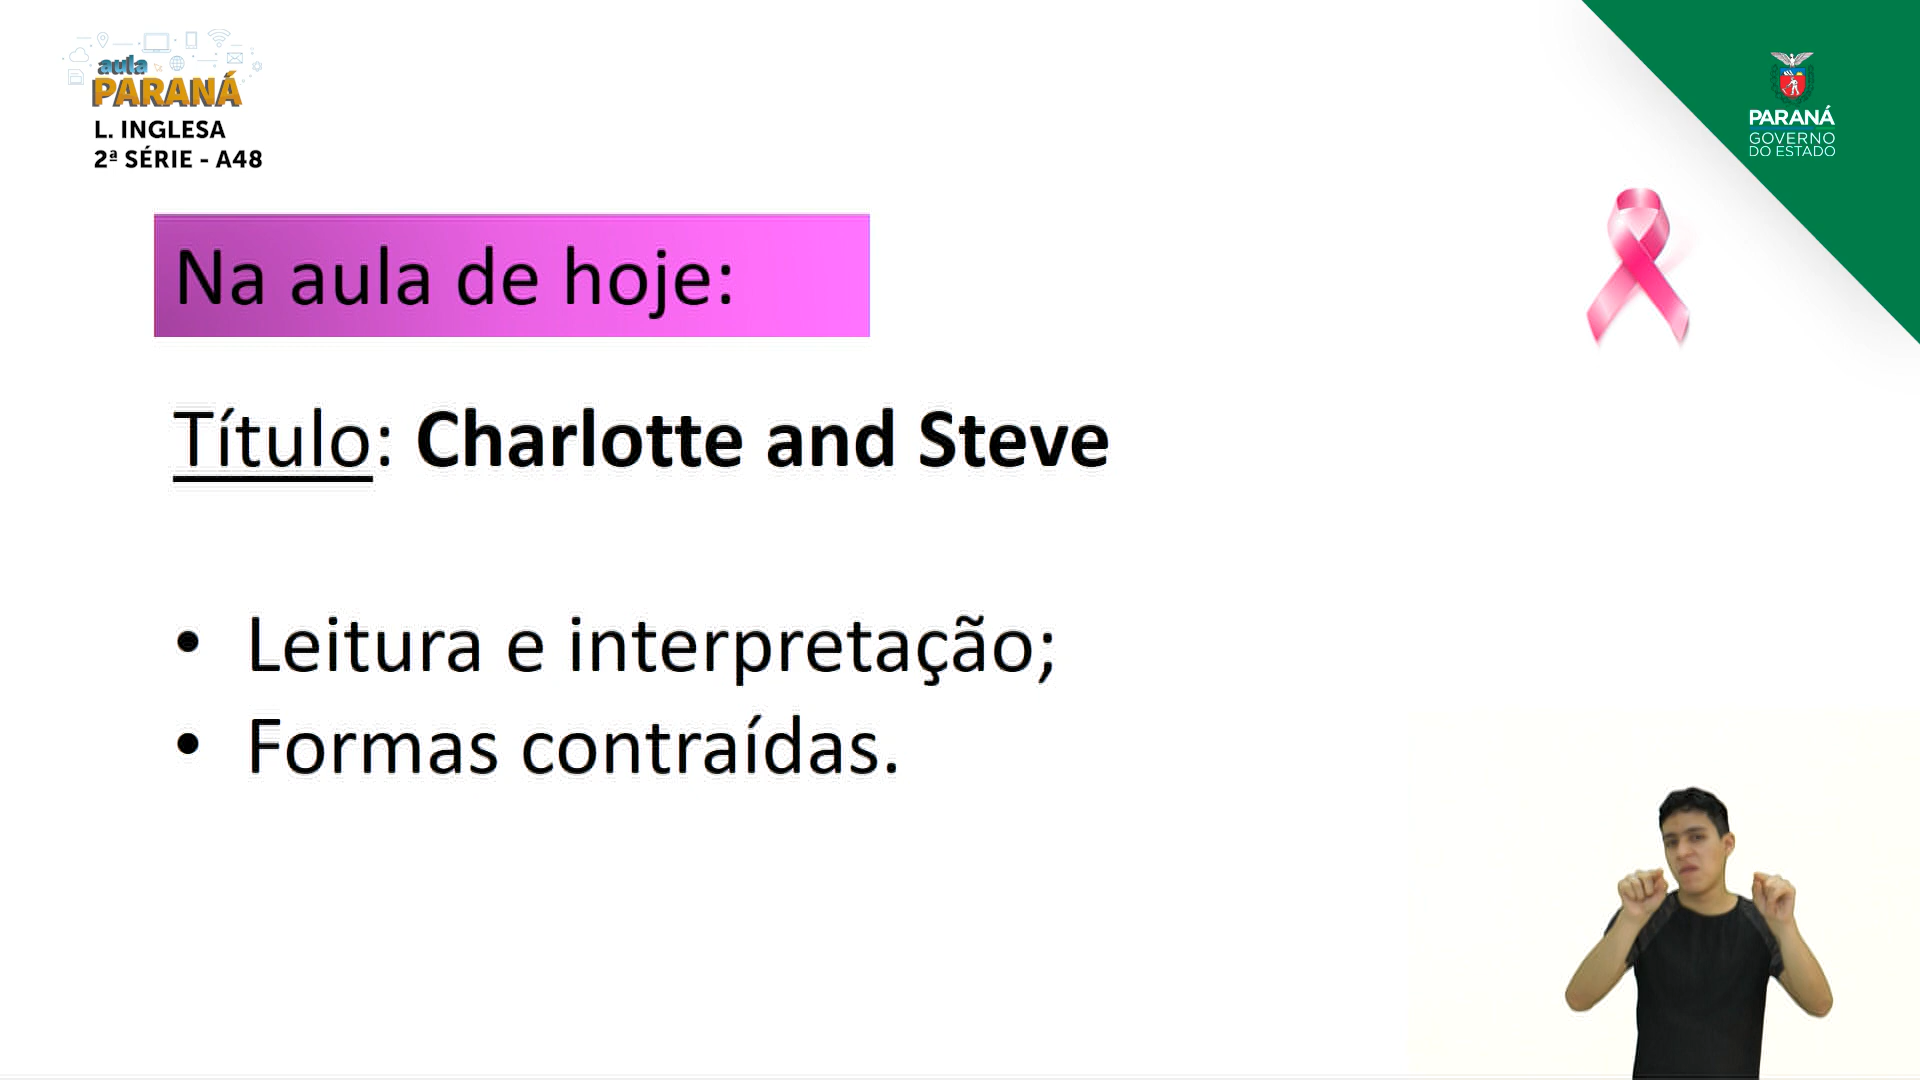 aula
PARANÁ
L. INGLESA
2ª SÉRIE - A48
PARANÁ
GOVERNO
DO ESTADO
Na aula de hoje:
Título: Charlotte and Steve
• Leitura e interpretação;
• Formas contraídas.